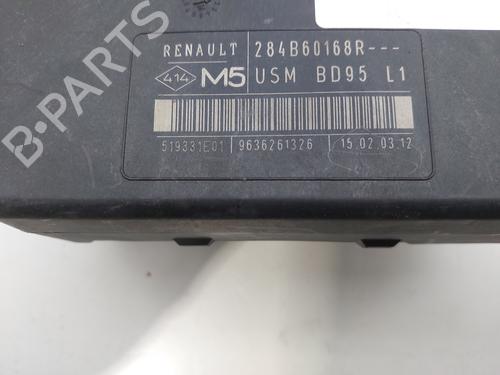 RENAULT 284B60168R---
414 M5 USM BD95 L1
519331E01 9636261326 15.02.03.12
B-PARTS